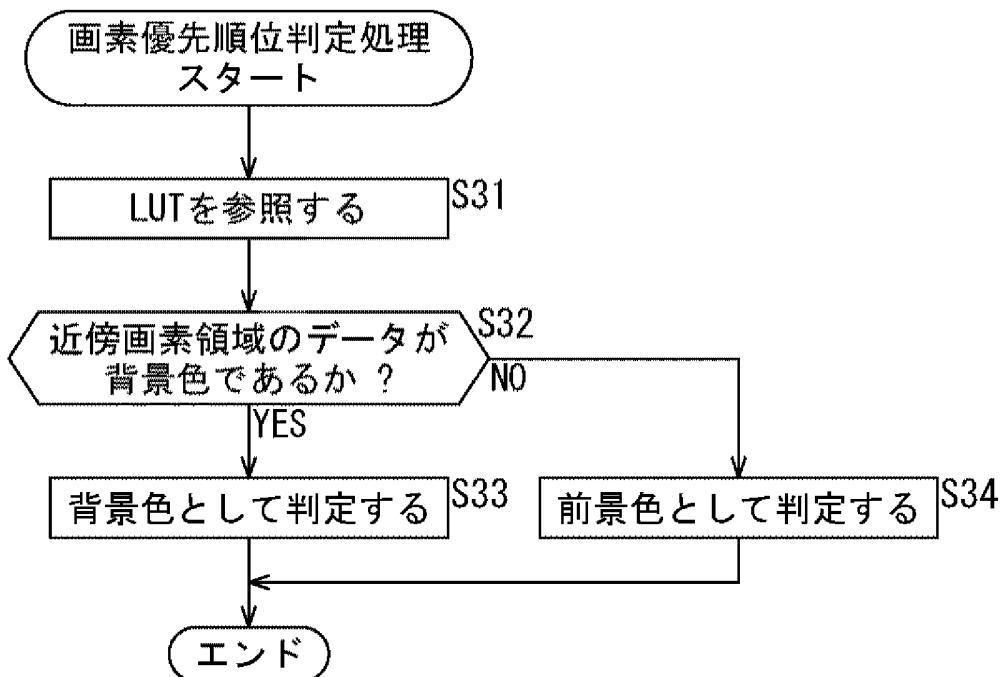 画素優先順位判定処理
スタート
LUTを参照する
S31
近傍画素領域のデータが
背景色であるか ?
S32
NO
YES
背景色として判定する
S33
前景色として判定する
S34
エンド